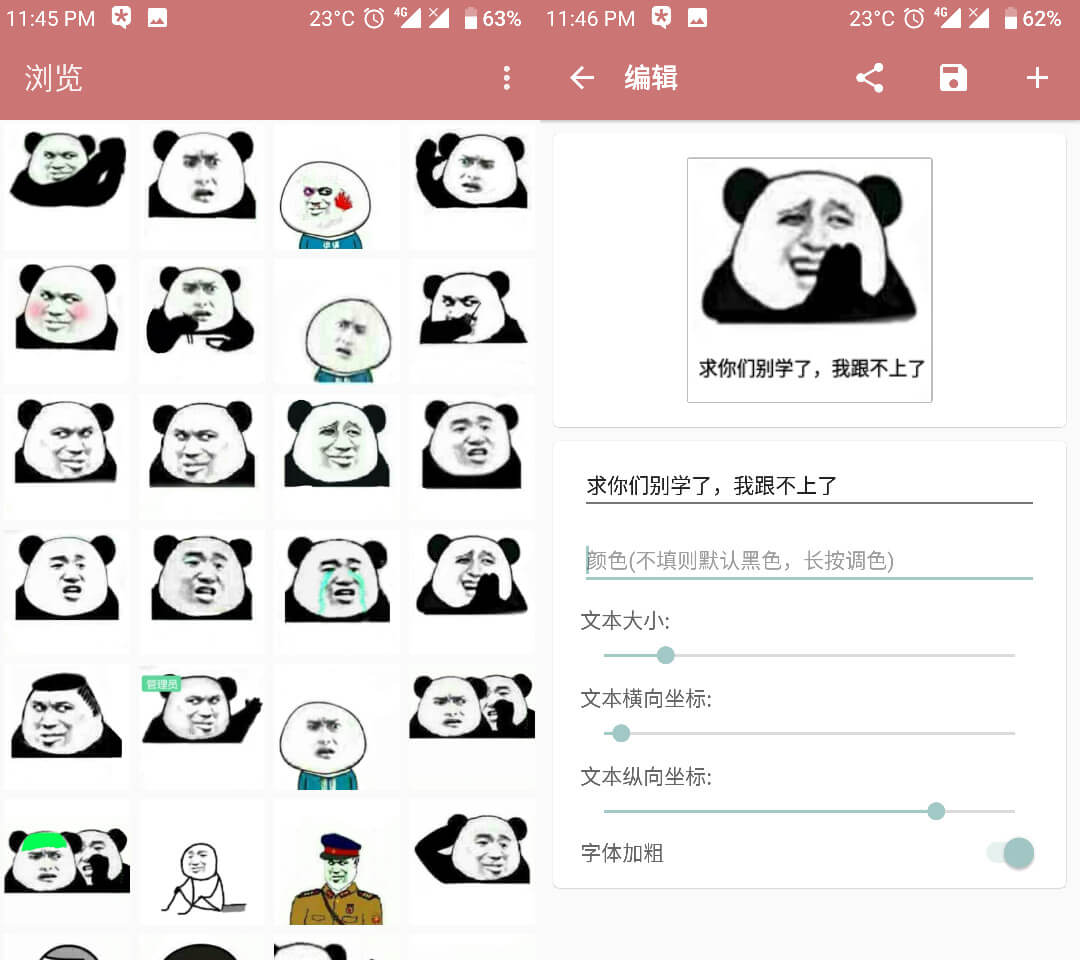 11:45 PM
23°C
4G
63%
浏览
管理员
11:46 PM
23°C
4G
62%
编辑
求你们别学了，我跟不上了
求你们别学了，我跟不上了
颜色(不填则默认黑色，长按调色)
文本大小:
文本横向坐标:
文本纵向坐标:
字体加粗